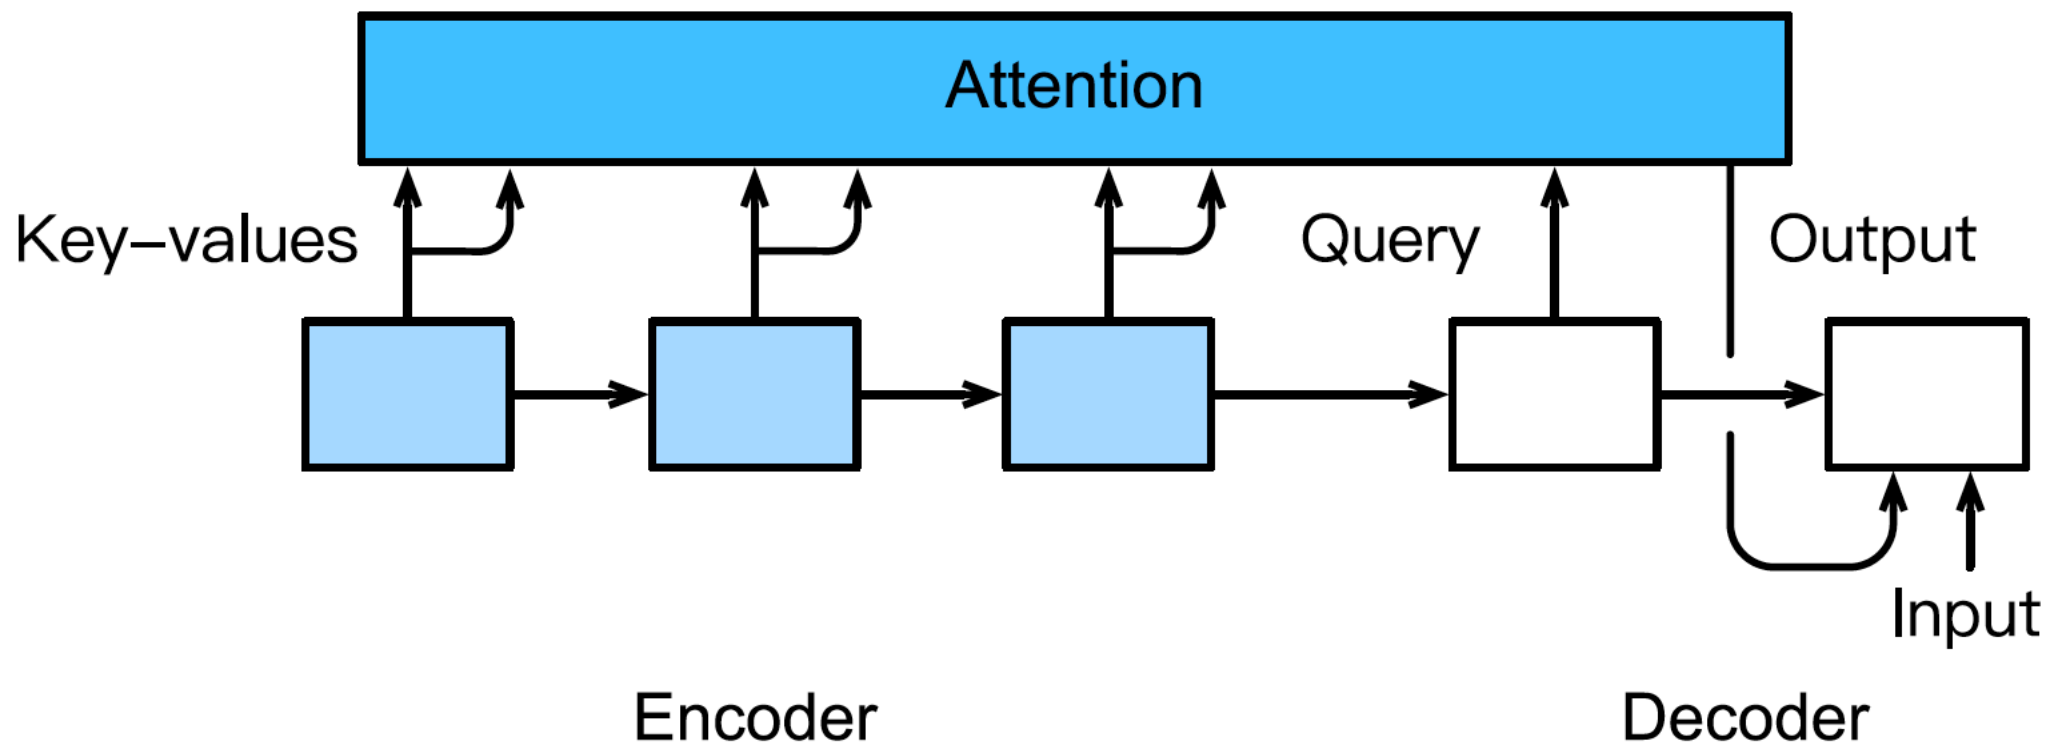 Attention
Key–values
Query
Output
Input
Encoder
Decoder